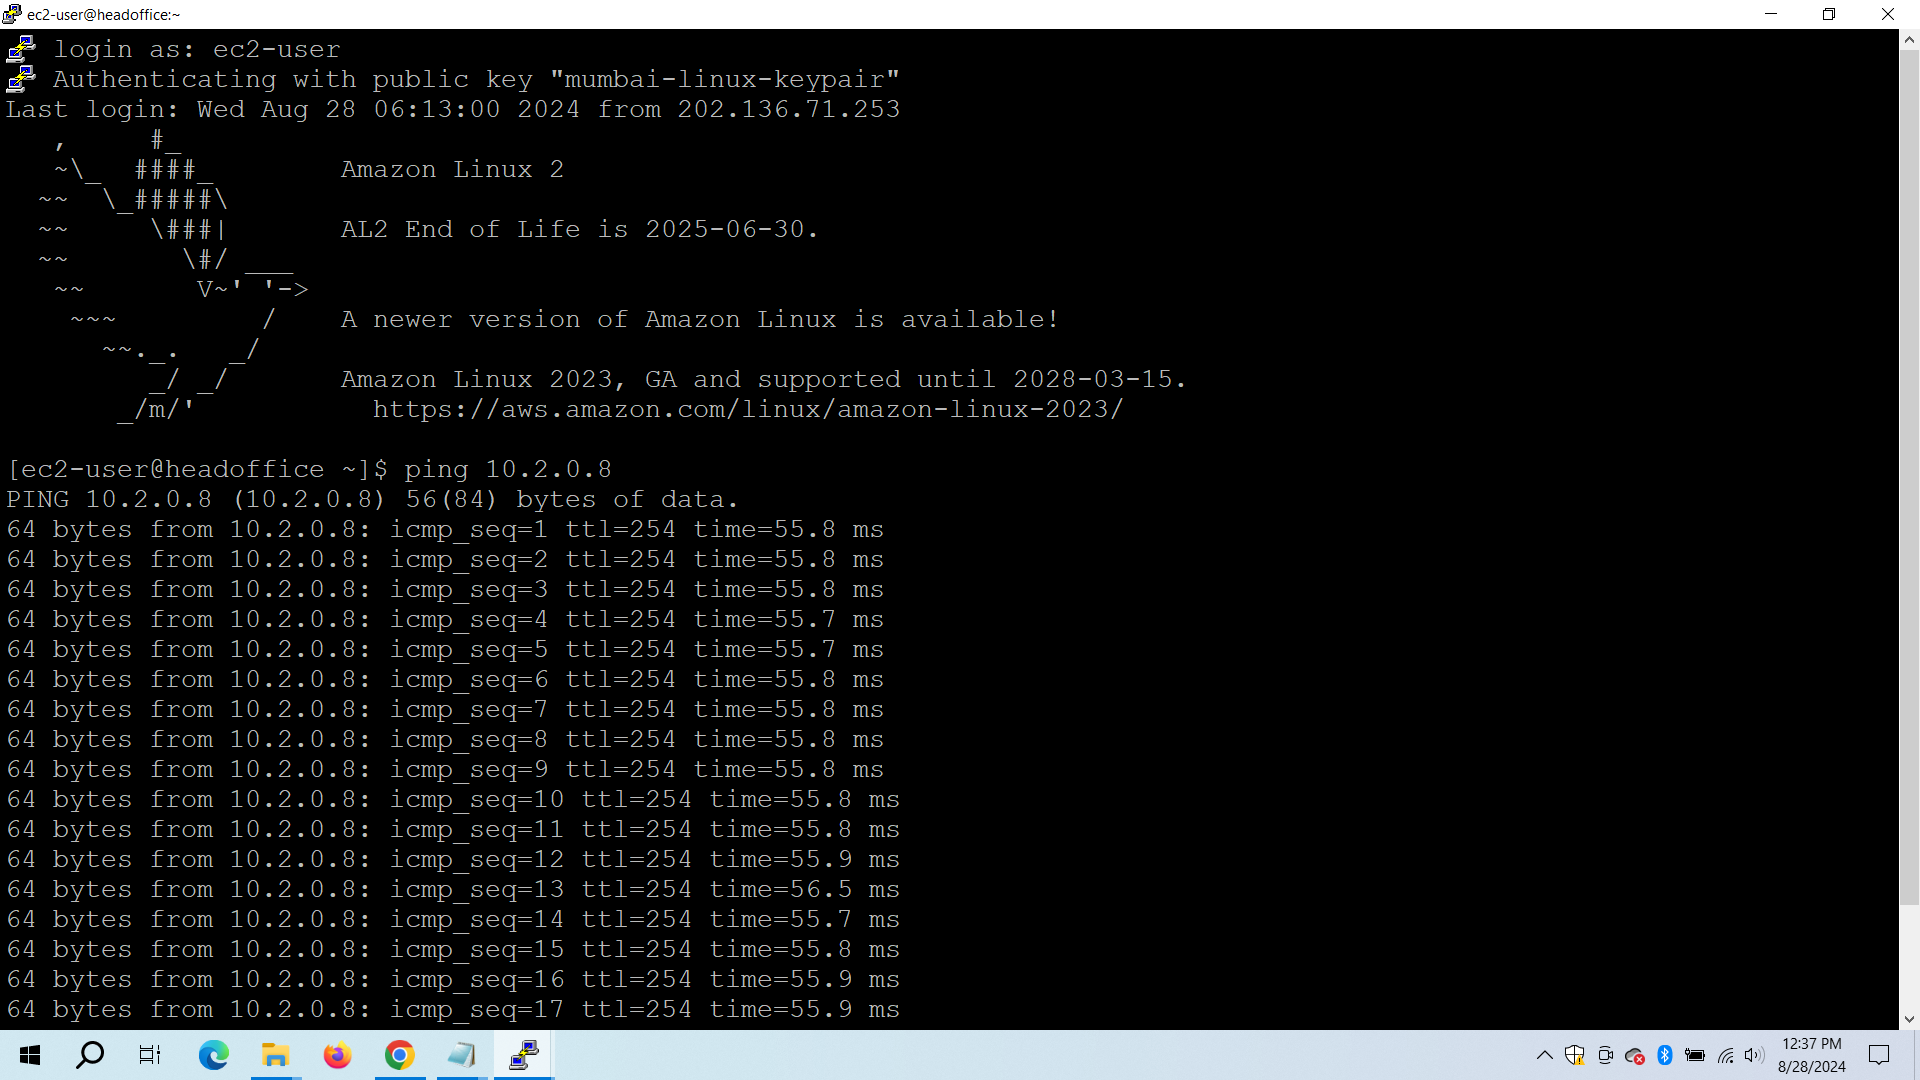 ec2-user@headoffice:~
login as: ec2-user
Authenticating with public key "mumbai-linux-keypair"
Last login: Wed Aug 28 06:13:00 2024 from 202.136.71.253
   ,     #_
   ~\_  ####_        Amazon Linux 2
  ~~  \_#####\
  ~~     \###|       AL2 End of Life is 2025-06-30.
  ~~       \#/ ___
   ~~       V~' '->
    ~~~         /    A newer version of Amazon Linux is available!
      ~~._.   _/
         _/ _/       Amazon Linux 2023, GA and supported until 2028-03-15.
       _/m/'           https://aws.amazon.com/linux/amazon-linux-2023/
[ec2-user@headoffice ~]$ ping 10.2.0.8
PING 10.2.0.8 (10.2.0.8) 56(84) bytes of data.
64 bytes from 10.2.0.8: icmp_seq=1 ttl=254 time=55.8 ms
64 bytes from 10.2.0.8: icmp_seq=2 ttl=254 time=55.8 ms
64 bytes from 10.2.0.8: icmp_seq=3 ttl=254 time=55.8 ms
64 bytes from 10.2.0.8: icmp_seq=4 ttl=254 time=55.7 ms
64 bytes from 10.2.0.8: icmp_seq=5 ttl=254 time=55.7 ms
64 bytes from 10.2.0.8: icmp_seq=6 ttl=254 time=55.8 ms
64 bytes from 10.2.0.8: icmp_seq=7 ttl=254 time=55.8 ms
64 bytes from 10.2.0.8: icmp_seq=8 ttl=254 time=55.8 ms
64 bytes from 10.2.0.8: icmp_seq=9 ttl=254 time=55.8 ms
64 bytes from 10.2.0.8: icmp_seq=10 ttl=254 time=55.8 ms
64 bytes from 10.2.0.8: icmp_seq=11 ttl=254 time=55.8 ms
64 bytes from 10.2.0.8: icmp_seq=12 ttl=254 time=55.9 ms
64 bytes from 10.2.0.8: icmp_seq=13 ttl=254 time=56.5 ms
64 bytes from 10.2.0.8: icmp_seq=14 ttl=254 time=55.7 ms
64 bytes from 10.2.0.8: icmp_seq=15 ttl=254 time=55.8 ms
64 bytes from 10.2.0.8: icmp_seq=16 ttl=254 time=55.9 ms
64 bytes from 10.2.0.8: icmp_seq=17 ttl=254 time=55.9 ms
12:37 PM
8/28/2024